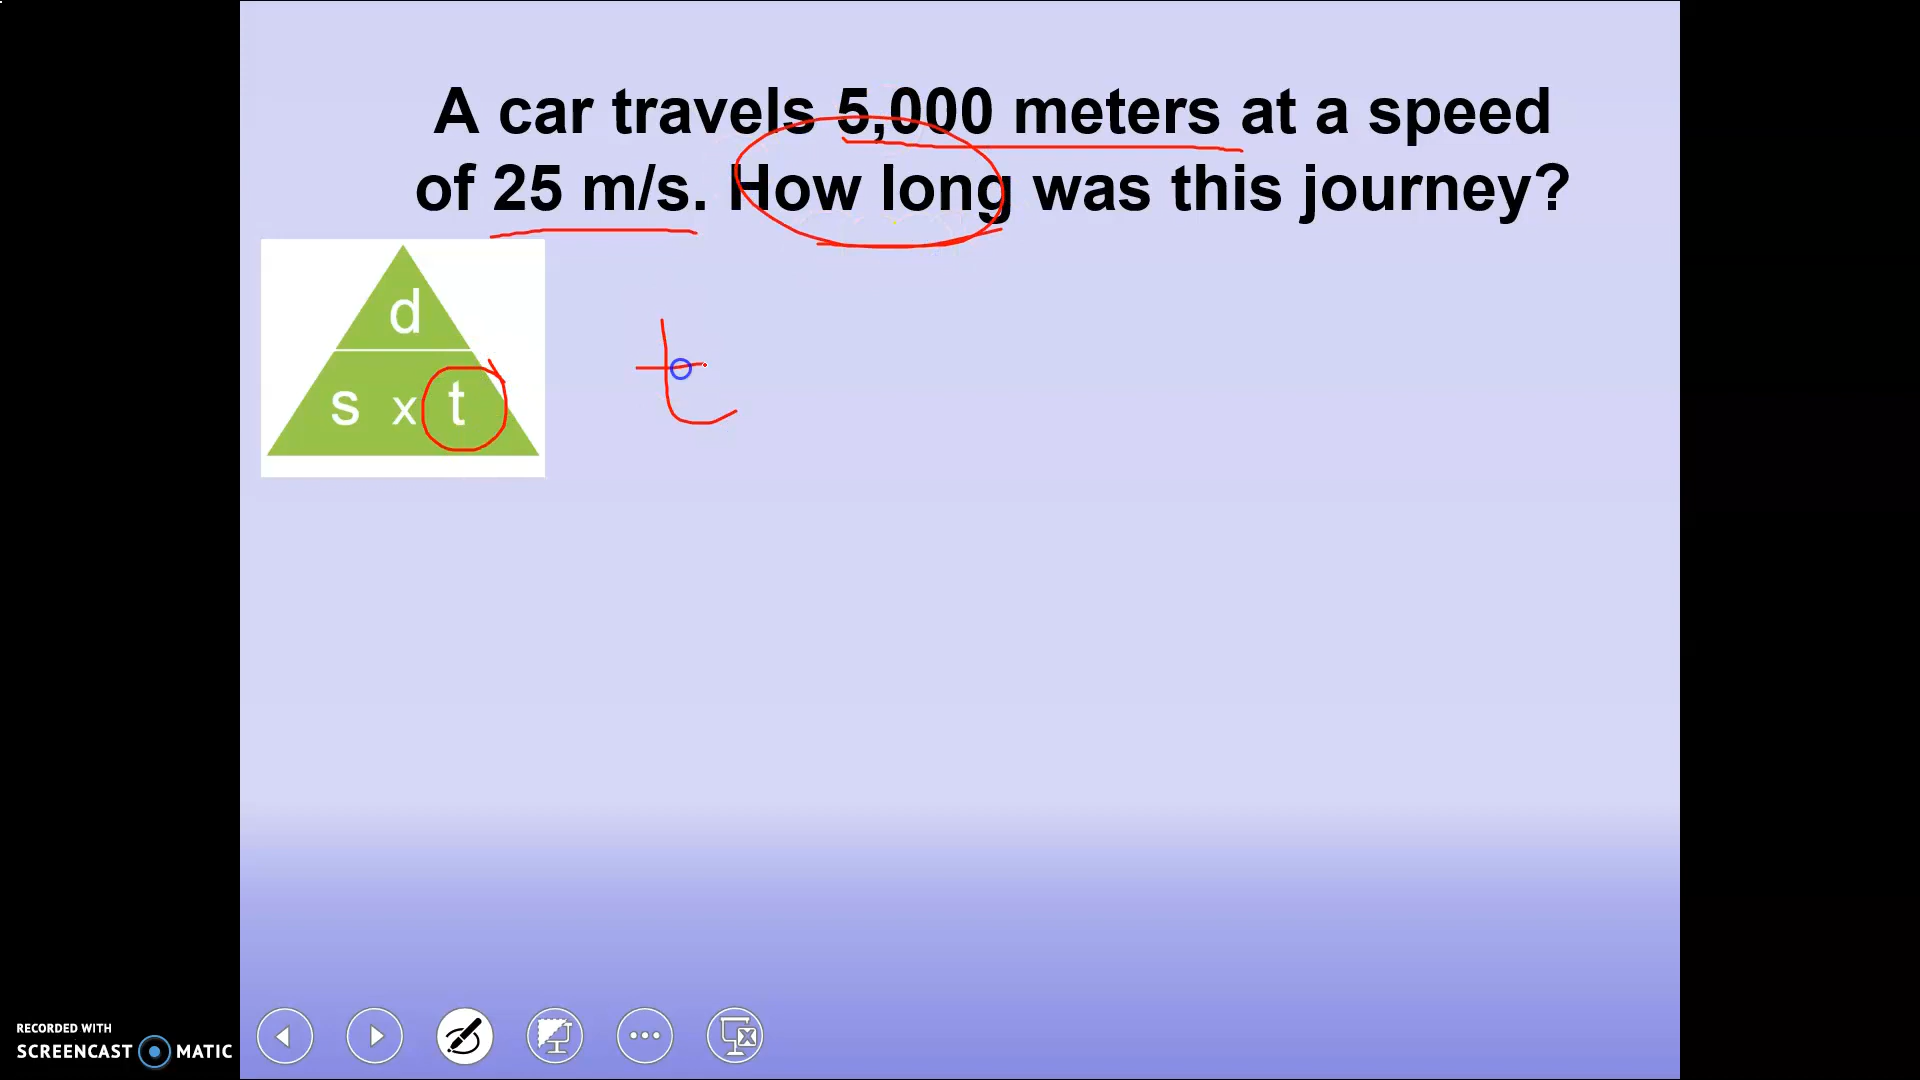 A car travels 5,000 meters at a speed
of 25 m/s. How long was this journey?
d
s x t
t
RECORDED WITH
SCREENCAST MATIC